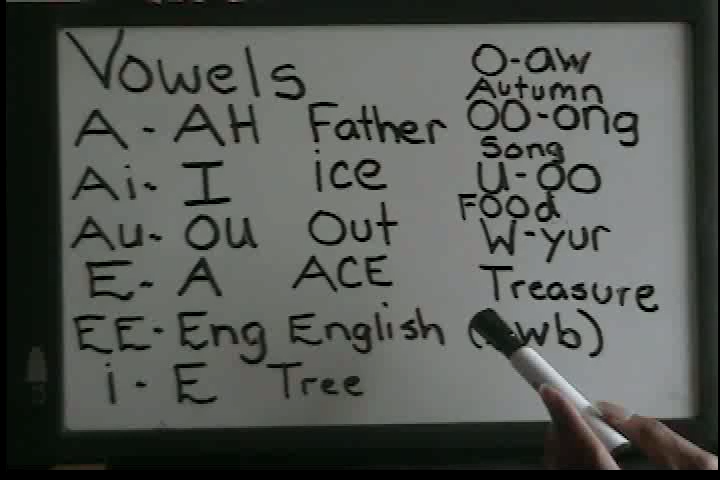 Vowels
A - AH Father
Ai - I ice
Au - OU Out
E - A ACE
EE - Eng English
i - E Tree
O - aw
Autumn
OO - ong
Song
U - oo
Food
W - yur
Treasure
wb)